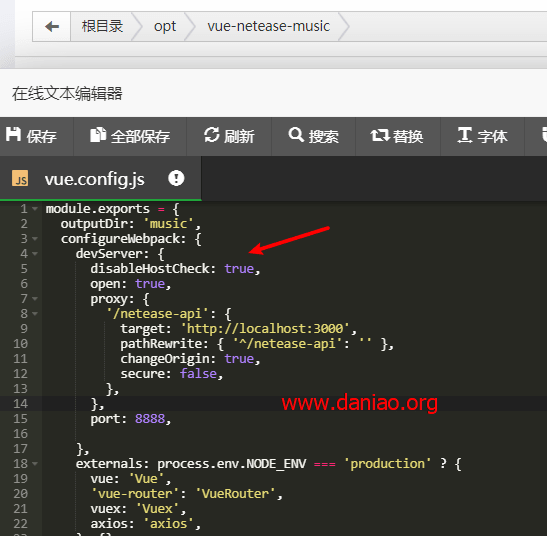 根目录 opt vue-netease-music
在线文本编辑器
保存 全部保存 刷新 搜索 替换 字体
JS vue.config.js
1 module.exports = {
2 outputDir: 'music',
3 configureWebpack: {
4 devServer: {
5 disableHostCheck: true,
6 open: true,
7 proxy: {
8 '/netease-api': {
9 target: 'http://localhost:3000',
10 pathRewrite: { '^/netease-api': '' },
11 changeOrigin: true,
12 secure: false,
13 },
14 },
www.daniao.org
15 port: 8888,
16
17 },
18 externals: process.env.NODE_ENV === 'production' ? {
19 vue: 'Vue',
20 'vue-router': 'VueRouter',
21 vuex: 'Vuex',
22 axios: 'axios',